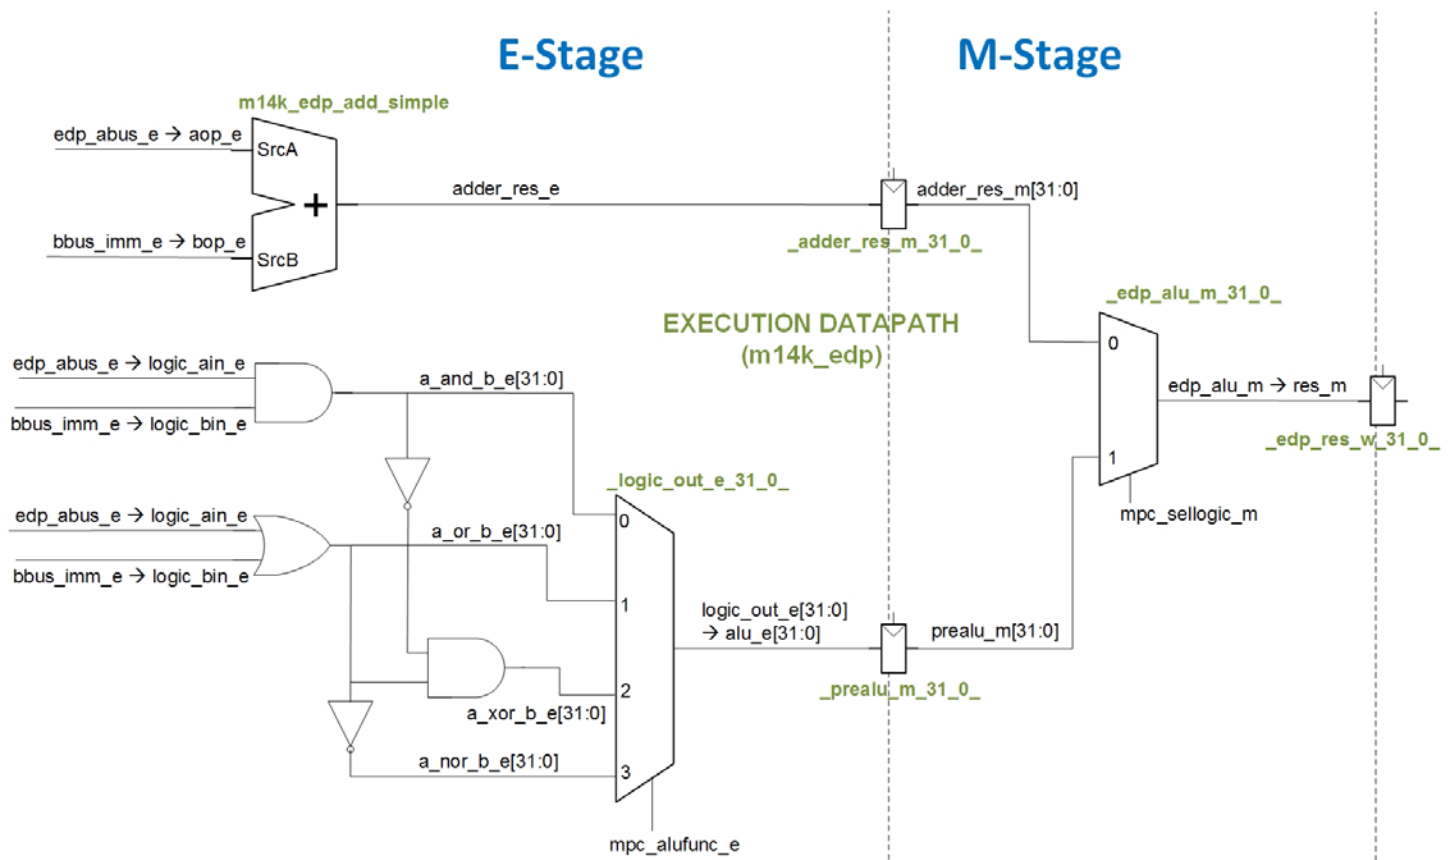 E-Stage
M-Stage
m14k_edp_add_simple
edp_abus_e → aop_e
SrcA
+
adder_res_e
adder_res_m[31:0]
bbus_imm_e → bop_e
SrcB
_adder_res_m_31_0_
_edp_alu_m_31_0_
EXECUTION DATAPATH
(m14k_edp)
0
edp_abus_e → logic_ain_e
a_and_b_e[31:0]
edp_alu_m → res_m
bbus_imm_e → logic_bin_e
_edp_res_w_31_0_
1
_logic_out_e_31_0_
mpc_sellogic_m
edp_abus_e → logic_ain_e
0
a_or_b_e[31:0]
bbus_imm_e → logic_bin_e
1
logic_out_e[31:0]
→ alu_e[31:0]
prealu_m[31:0]
2
_prealu_m_31_0_
a_xor_b_e[31:0]
a_nor_b_e[31:0]
3
mpc_alufunc_e